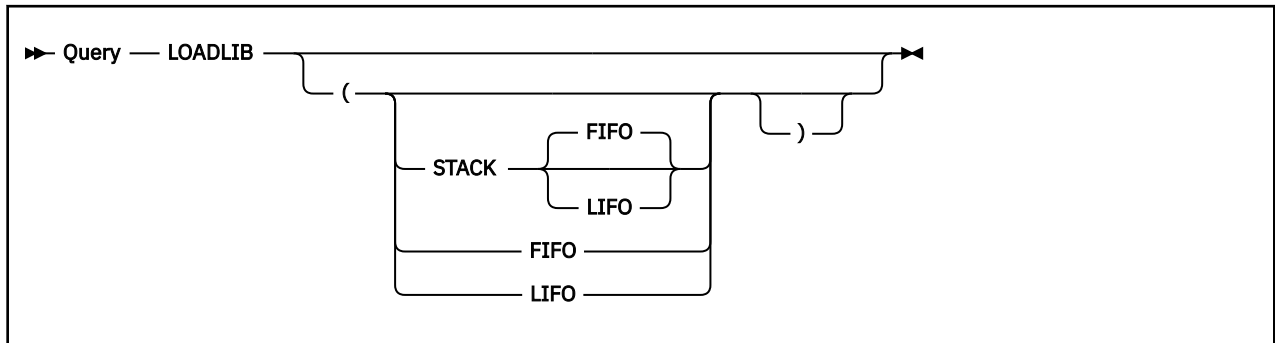 Query LOADLIB
(
FIFO
)
STACK
LIFO
FIFO
LIFO